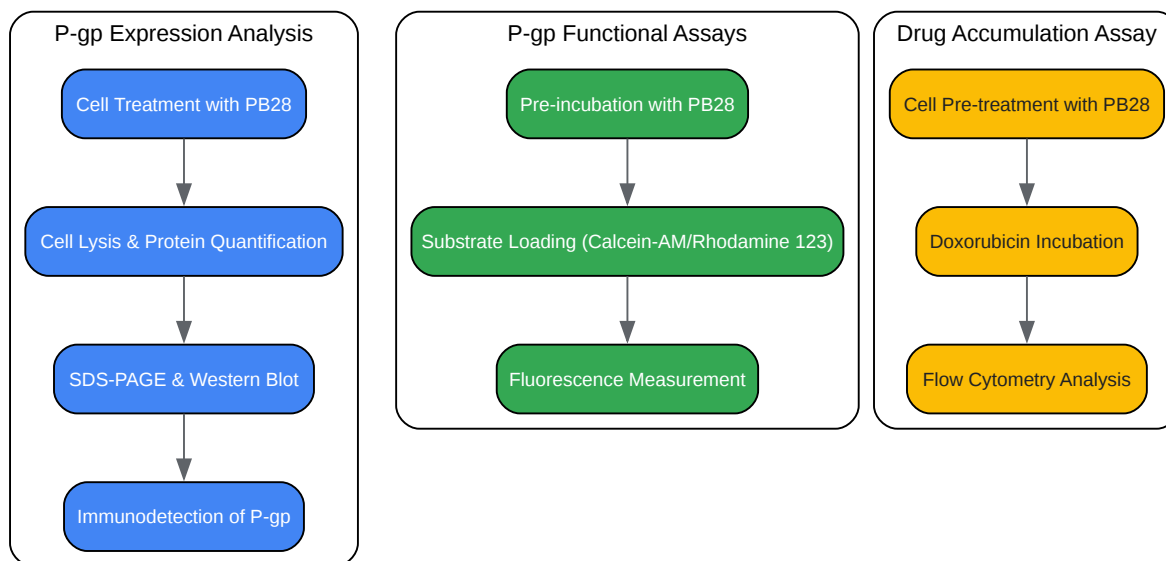 P-gp Expression Analysis
Cell Treatment with PB28
Cell Lysis & Protein Quantification
SDS-PAGE & Western Blot
Immunodetection of P-gp
P-gp Functional Assays
Pre-incubation with PB28
Substrate Loading (Calcein-AM/Rhodamine 123)
Fluorescence Measurement
Drug Accumulation Assay
Cell Pre-treatment with PB28
Doxorubicin Incubation
Flow Cytometry Analysis